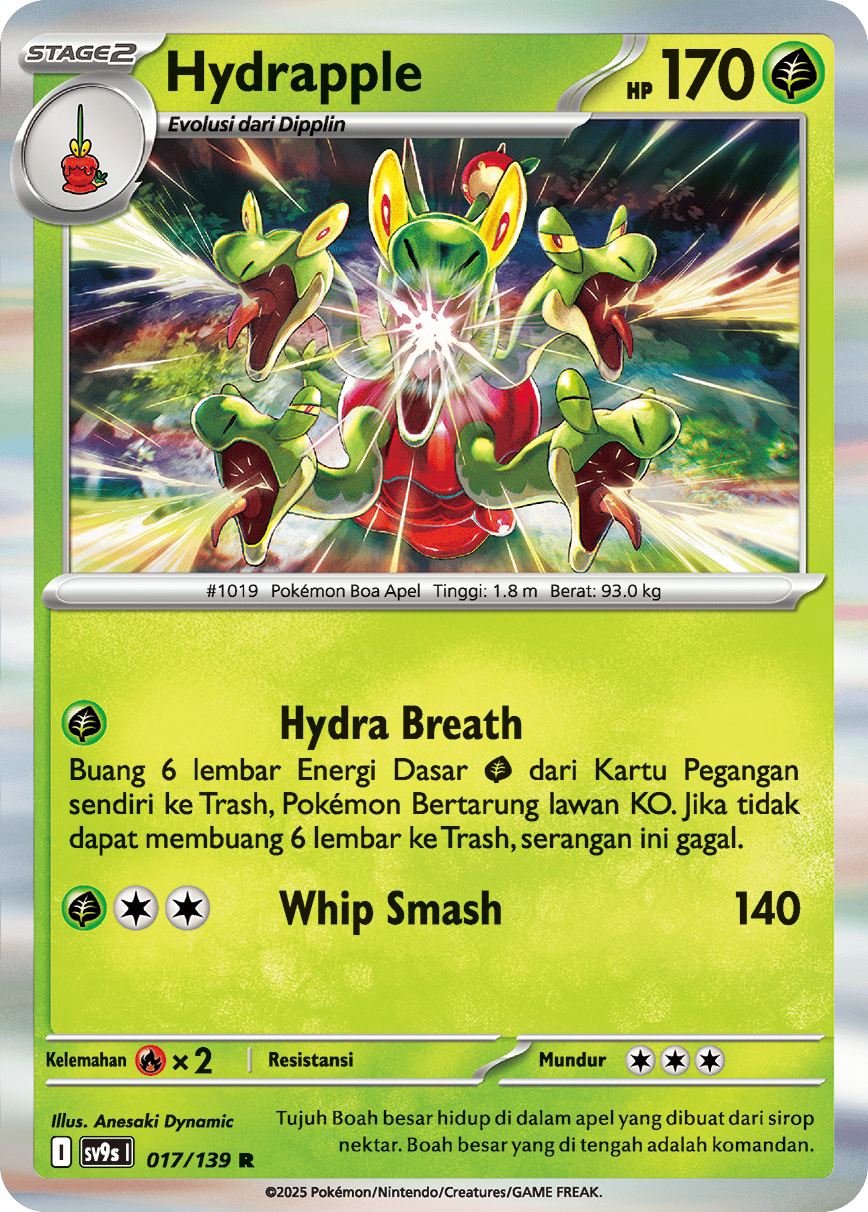 STAGE2
Hydrapple
HP 170
Evolusi dari Dipplin
#1019 Pokémon Boa Apel Tinggi: 1.8 m Berat: 93.0 kg
Hydra Breath
Buang 6 lembar Energi Dasar dari Kartu Pegangan
sendiri ke Trash, Pokémon Bertarung lawan KO. Jika tidak
dapat membuang 6 lembar ke Trash, serangan ini gagal.
Whip Smash 140
Kelemahan ×2 Resistansi Mundur
Illus. Anesaki Dynamic
I sv9s I 017/139 R
Tujuh Boah besar hidup di dalam apel yang dibuat dari sirop
nektar. Boah besar yang di tengah adalah komandan.
©2025 Pokémon/Nintendo/Creatures/GAME FREAK.